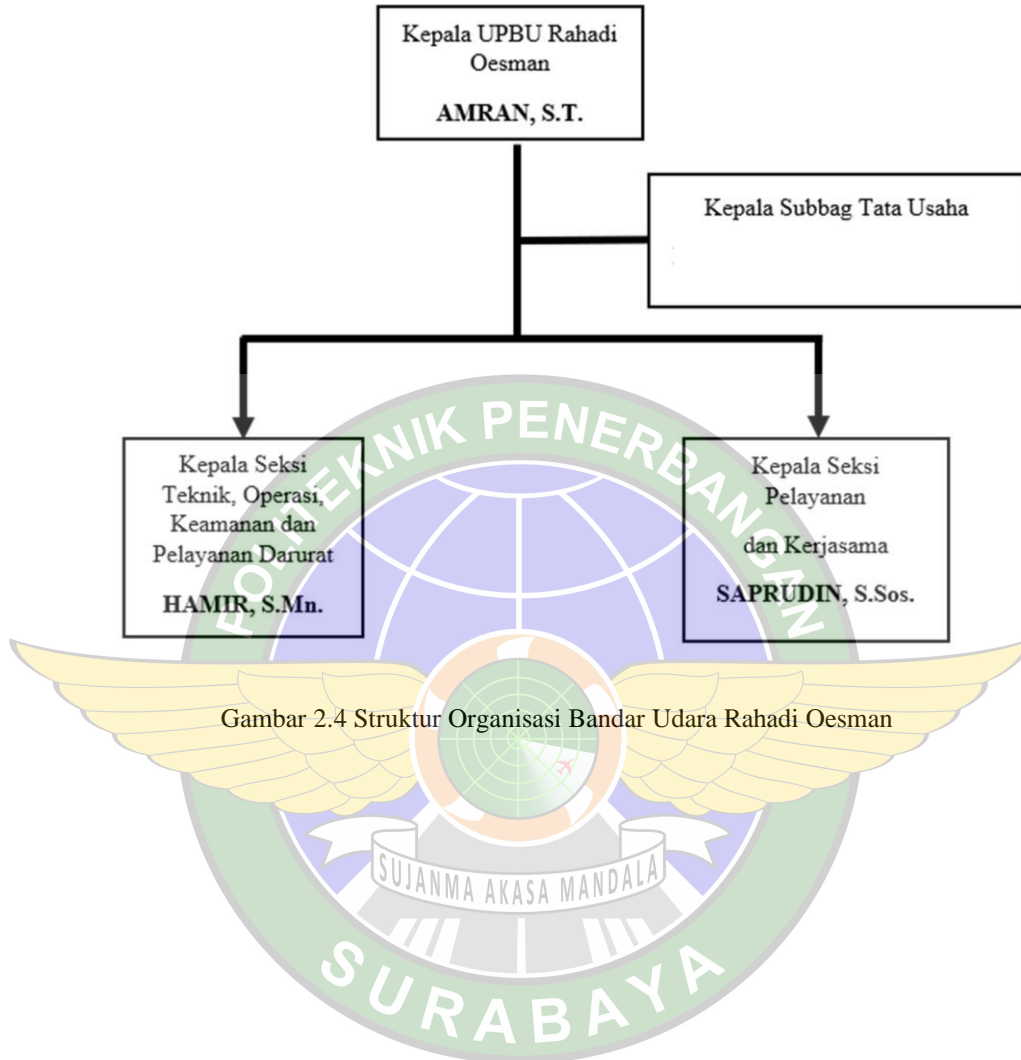 Kepala UPBU Rahadi
Oesman
AMRAN, S.T.
Kepala Subbag Tata Usaha
Kepala Seksi
Teknik, Operasi,
Keamanan dan
Pelayanan Darurat
HAMIR, S.Mn.
Kepala Seksi
Pelayanan
dan Kerjasama
SAPRUDIN, S.Sos.
POLITEKNIK PENERBANGAN
Gambar 2.4 Struktur Organisasi Bandar Udara Rahadi Oesman
SUJANMA AKASA MANDALA
SURABAYA